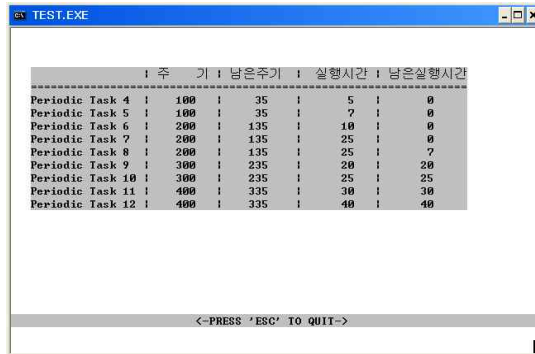 TEST.EXE
¦ 주 기 ¦ 남은주기 ¦ 실행시간 ¦ 남은실행시간
============================================================
Periodic Task 4 ¦ 100 ¦ 35 ¦ 5 ¦ 0
Periodic Task 5 ¦ 100 ¦ 35 ¦ 7 ¦ 0
Periodic Task 6 ¦ 200 ¦ 135 ¦ 10 ¦ 0
Periodic Task 7 ¦ 200 ¦ 135 ¦ 25 ¦ 0
Periodic Task 8 ¦ 200 ¦ 135 ¦ 25 ¦ 7
Periodic Task 9 ¦ 300 ¦ 235 ¦ 20 ¦ 20
Periodic Task 10 ¦ 300 ¦ 235 ¦ 25 ¦ 25
Periodic Task 11 ¦ 400 ¦ 335 ¦ 30 ¦ 30
Periodic Task 12 ¦ 400 ¦ 335 ¦ 40 ¦ 40
<-PRESS 'ESC' TO QUIT->